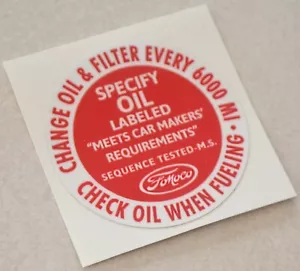 CHANGE OIL & FILTER EVERY 6000 MI.
SPECIFY
OIL
LABELED
"MEETS CAR MAKERS'
REQUIREMENTS"
SEQUENCE TESTED-M.S.
FoMoCo
CHECK OIL WHEN FUELING •